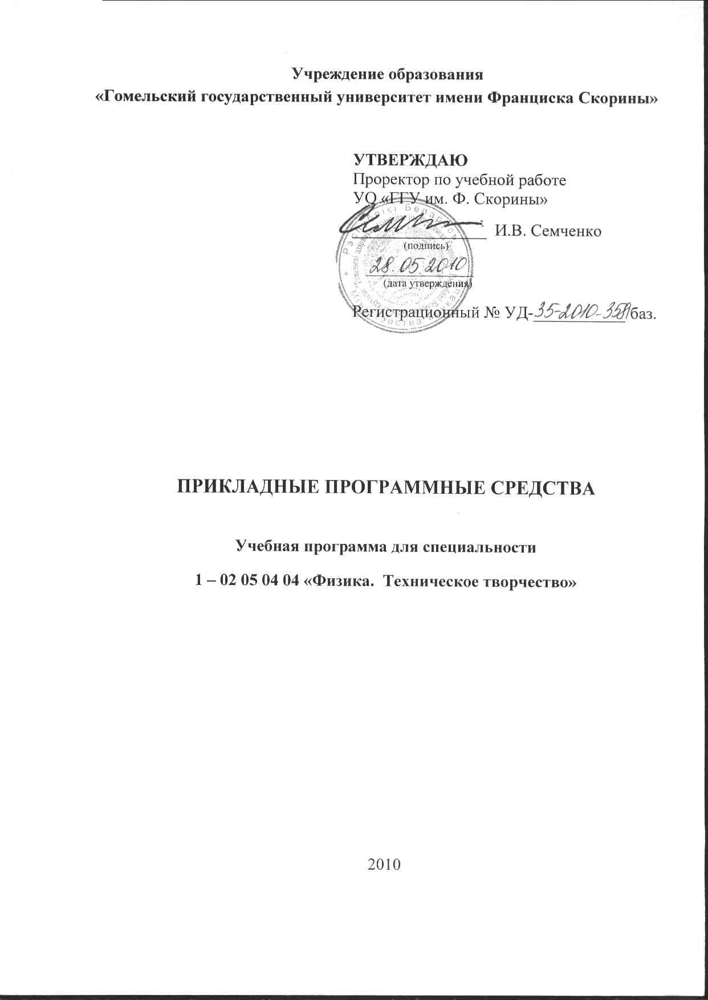 Учреждение образования
«Гомельский государственный университет имени Франциска Скорины»
УТВЕРЖДАЮ
Проректор по учебной работе
УО «ГГУ им. Ф. Скорины»
И.В. Семченко
(подпись)
28.05.2010
(дата утверждения)
Регистрационный № УД-35-2010-359/баз.
ПРИКЛАДНЫЕ ПРОГРАММНЫЕ СРЕДСТВА
Учебная программа для специальности
1 – 02 05 04 04 «Физика. Техническое творчество»
2010